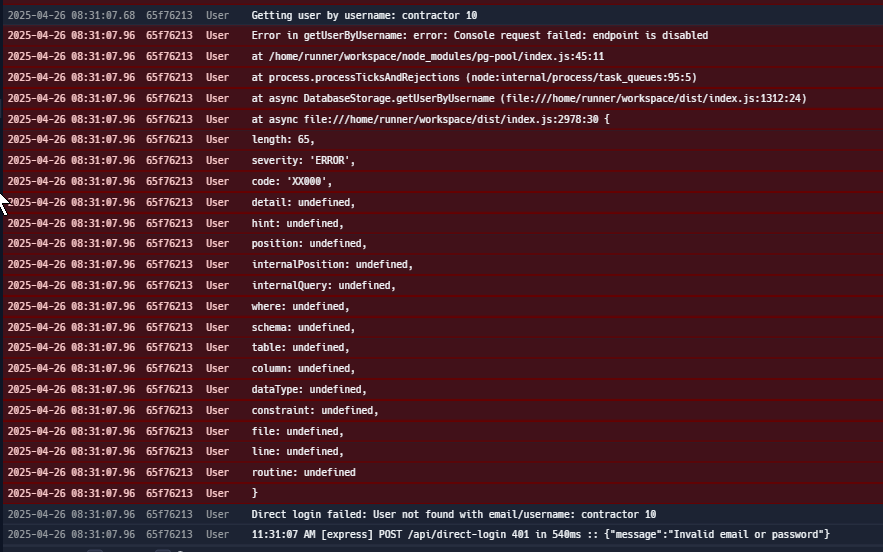 2025-04-26 08:31:07.68 65f76213 User Getting user by username: contractor 10
2025-04-26 08:31:07.96 65f76213 User Error in getUserByUsername: error: Console request failed: endpoint is disabled
2025-04-26 08:31:07.96 65f76213 User at /home/runner/workspace/node_modules/pg-pool/index.js:45:11
2025-04-26 08:31:07.96 65f76213 User at process.processTicksAndRejections (node:internal/process/task_queues:95:5)
2025-04-26 08:31:07.96 65f76213 User at async DatabaseStorage.getUserByUsername (file:///home/runner/workspace/dist/index.js:1312:24)
2025-04-26 08:31:07.96 65f76213 User at async file:///home/runner/workspace/dist/index.js:2978:30 {
2025-04-26 08:31:07.96 65f76213 User length: 65,
2025-04-26 08:31:07.96 65f76213 User severity: 'ERROR',
2025-04-26 08:31:07.96 65f76213 User code: 'XX000',
2025-04-26 08:31:07.96 65f76213 User detail: undefined,
2025-04-26 08:31:07.96 65f76213 User hint: undefined,
2025-04-26 08:31:07.96 65f76213 User position: undefined,
2025-04-26 08:31:07.96 65f76213 User internalPosition: undefined,
2025-04-26 08:31:07.96 65f76213 User internalQuery: undefined,
2025-04-26 08:31:07.96 65f76213 User where: undefined,
2025-04-26 08:31:07.96 65f76213 User schema: undefined,
2025-04-26 08:31:07.96 65f76213 User table: undefined,
2025-04-26 08:31:07.96 65f76213 User column: undefined,
2025-04-26 08:31:07.96 65f76213 User dataType: undefined,
2025-04-26 08:31:07.96 65f76213 User constraint: undefined,
2025-04-26 08:31:07.96 65f76213 User file: undefined,
2025-04-26 08:31:07.96 65f76213 User line: undefined,
2025-04-26 08:31:07.96 65f76213 User routine: undefined
2025-04-26 08:31:07.96 65f76213 User }
2025-04-26 08:31:07.96 65f76213 User Direct login failed: User not found with email/username: contractor 10
2025-04-26 08:31:07.96 65f76213 User 11:31:07 AM [express] POST /api/direct-login 401 in 540ms :: {"message":"Invalid email or password"}